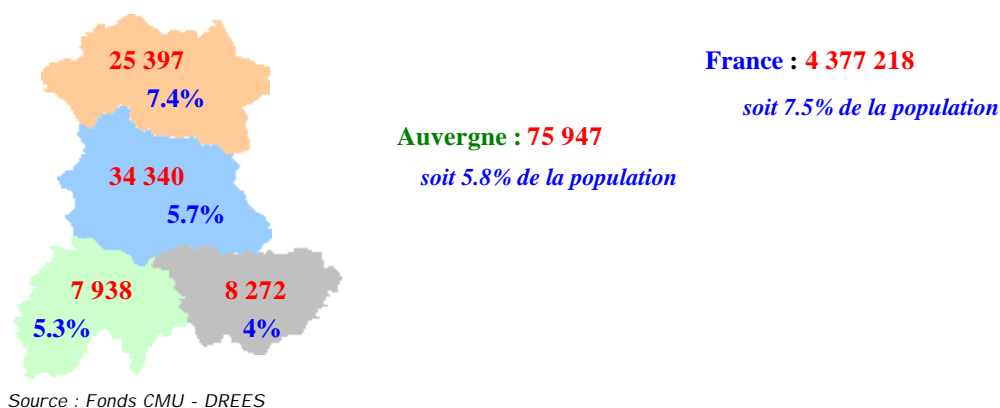 25 397
7.4%
France : 4 377 218
soit 7.5% de la population
Auvergne : 75 947
soit 5.8% de la population
34 340
5.7%
7 938
5.3%
8 272
4%
Source : Fonds CMU - DREES